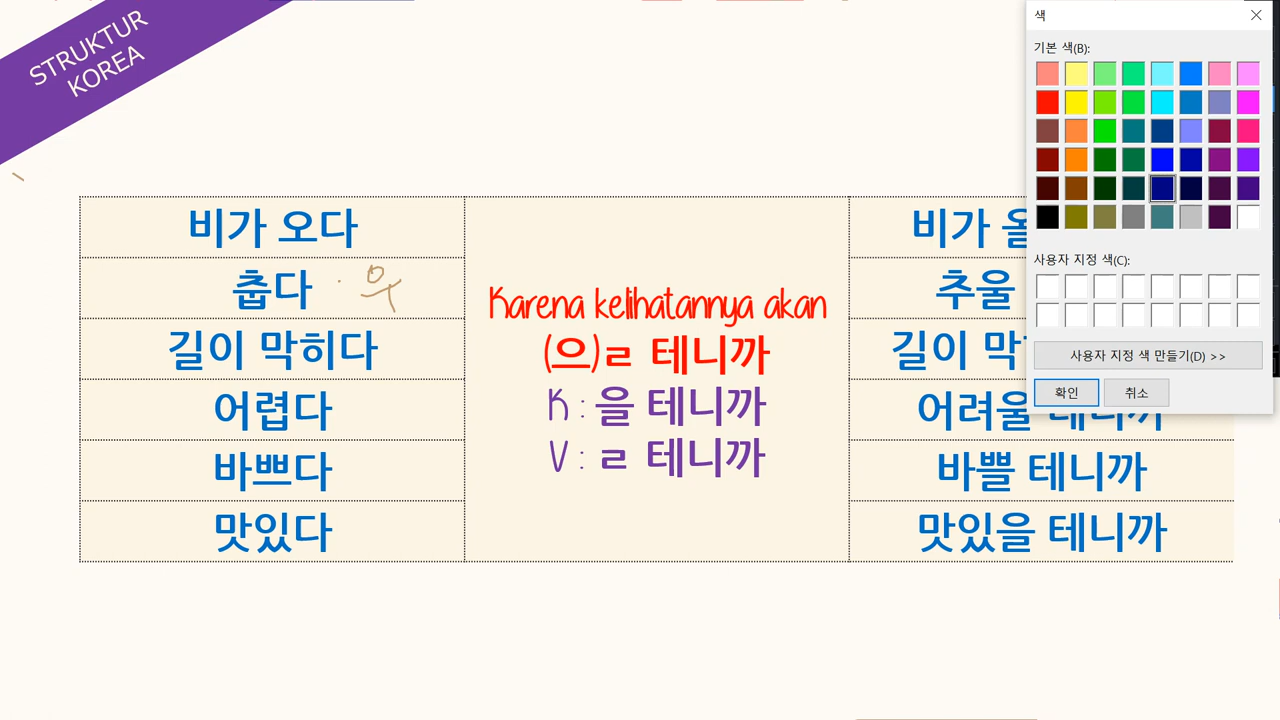 STRUKTUR
KOREA
비가 오다
춥다 우
길이 막히다
어렵다
바쁘다
맛있다
Karena kelihatannya akan
(으)ㄹ 테니까
K : 을 테니까
V : ㄹ 테니까
비가 올
추울
길이 막
어려울 테니까
바쁠 테니까
맛있을 테니까
색
기본 색(B):
사용자 지정 색(C):
사용자 지정 색 만들기(D) >>
확인
취소